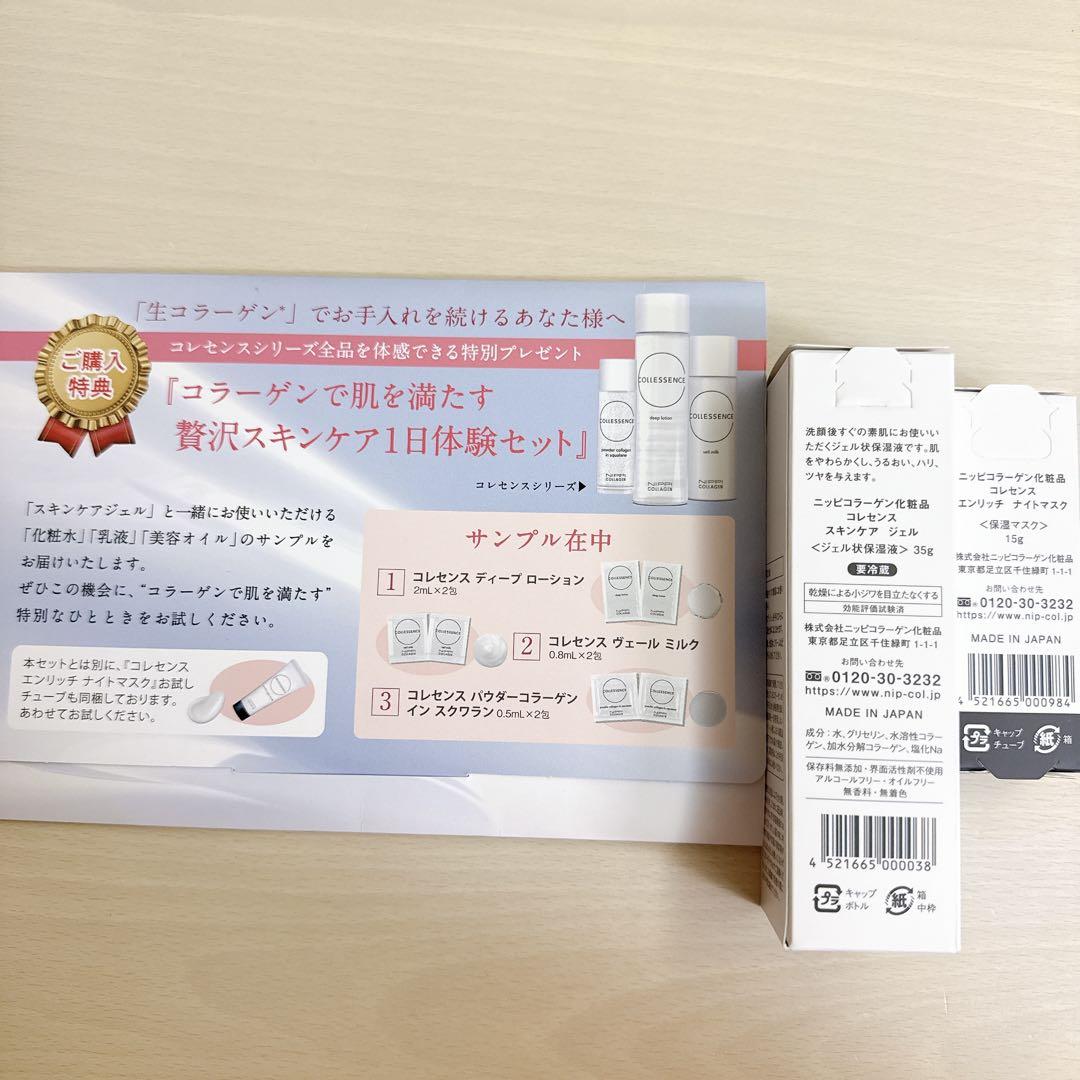 「生コラーゲン*」でお手入れを続けるあなた様へ
コレセンスシリーズ全品を体感できる特別プレゼント
ご購入
特典
『コラーゲンで肌を満たす
贅沢スキンケア1日体験セット』
コレセンスシリーズ▶
COLLESSENCE
powder collagen
in squalane
NIPPI
COLLAGEN
COLLESSENCE
deep lotion
NIPPI
COLLAGEN
COLLESSENCE
veil milk
NIPPI
COLLAGEN
「スキンケアジェル」と一緒にお使いいただける
「化粧水」「乳液」「美容オイル」のサンプルを
お届けいたします。
ぜひこの機会に、“コラーゲンで肌を満たす”
特別なひとときをお試しください。
本セットとは別に、『コレセンス
エンリッチ ナイトマスク』お試し
チューブも同梱しております。
あわせてお試しください。
サンプル在中
1 コレセンス ディープ ローション
2mL×2包
2 コレセンス ヴェール ミルク
0.8mL×2包
3 コレセンス パウダーコラーゲン
イン スクワラン 0.5mL×2包
洗顔後すぐの素肌にお使いい
ただくジェル状保湿液です。肌
をやわらかくし、うるおい、ハリ、
ツヤを与えます。
ニッピコラーゲン化粧品
コレセンス
スキンケア ジェル
<ジェル状保湿液> 35g
要冷蔵
乾燥による小ジワを目立たなくする
効能評価試験済
株式会社ニッピコラーゲン化粧品
東京都足立区千住緑町 1-1-1
お問い合わせ先
0120-30-3232
https://www.nip-col.jp
MADE IN JAPAN
成分:水、グリセリン、水溶性コラー
ゲン、加水分解コラーゲン、塩化Na
保存料無添加・界面活性剤不使用
アルコールフリー・オイルフリー
無香料・無着色
4 521665 000038
プラ キャップ
ボトル
紙 箱
中枠
ニッピコラーゲン化粧品
コレセンス
エンリッチ ナイトマスク
<保湿マスク>
15g
株式会社ニッピコラーゲン化粧品
東京都足立区千住緑町 1-1-1
お問い合わせ先
0120-30-3232
https://www.nip-col.jp
MADE IN JAPAN
4 521665 000984
プラ キャップ
チューブ
紙 箱